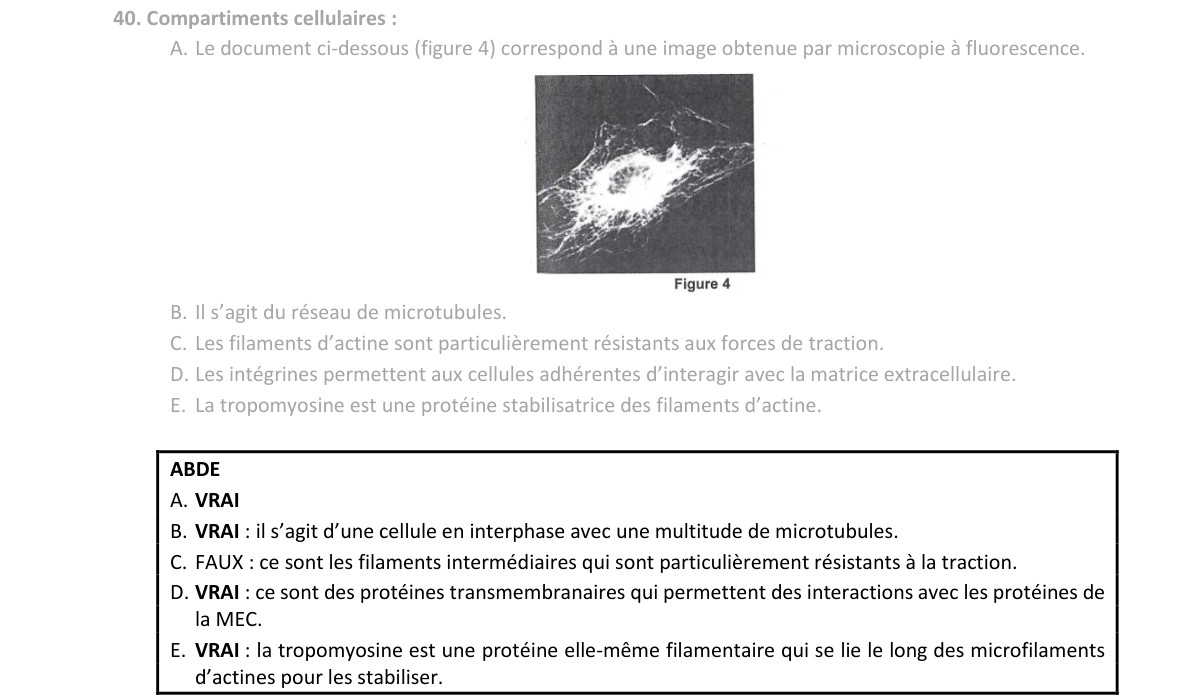 40. Compartiments cellulaires :
A. Le document ci-dessous (figure 4) correspond à une image obtenue par microscopie à fluorescence.
Figure 4
B. Il s’agit du réseau de microtubules.
C. Les filaments d’actine sont particulièrement résistants aux forces de traction.
D. Les intégrines permettent aux cellules adhérentes d’interagir avec la matrice extracellulaire.
E. La tropomyosine est une protéine stabilisatrice des filaments d’actine.
ABDE
A. VRAI
B. VRAI : il s’agit d’une cellule en interphase avec une multitude de microtubules.
C. FAUX : ce sont les filaments intermédiaires qui sont particulièrement résistants à la traction.
D. VRAI : ce sont des protéines transmembranaires qui permettent des interactions avec les protéines de
la MEC.
E. VRAI : la tropomyosine est une protéine elle-même filamentaire qui se lie le long des microfilaments
d’actines pour les stabiliser.